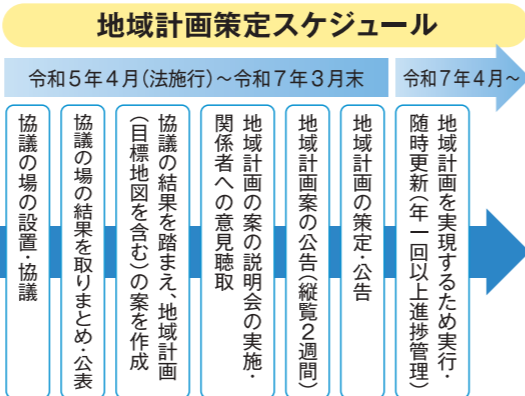 地域計画策定スケジュール
令和5年4月(法施行)～令和7年3月末
令和7年4月～
協議の場の設置・協議
協議の場の結果を取りまとめ・公表
協議の結果を踏まえ、地域計画
(目標地図を含む)の案を作成
地域計画の案の説明会の実施・
関係者への意見聴取
地域計画案の公告(縦覧2週間)
地域計画の策定・公告
地域計画を実現するため実行・
随時更新(年一回以上進捗管理)